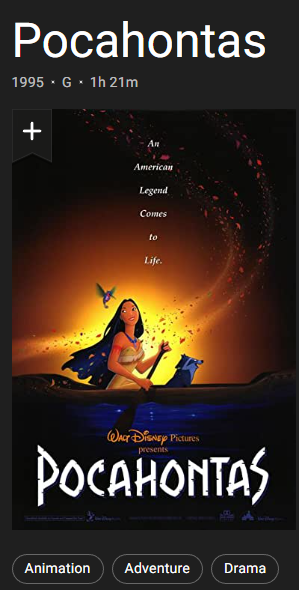 Pocahontas
1995 · G · 1h 21m
+
An
American
Legend
Comes
to
Life.
WALT DISNEY Pictures
presents
POCAHONTAS
Animation
Adventure
Drama